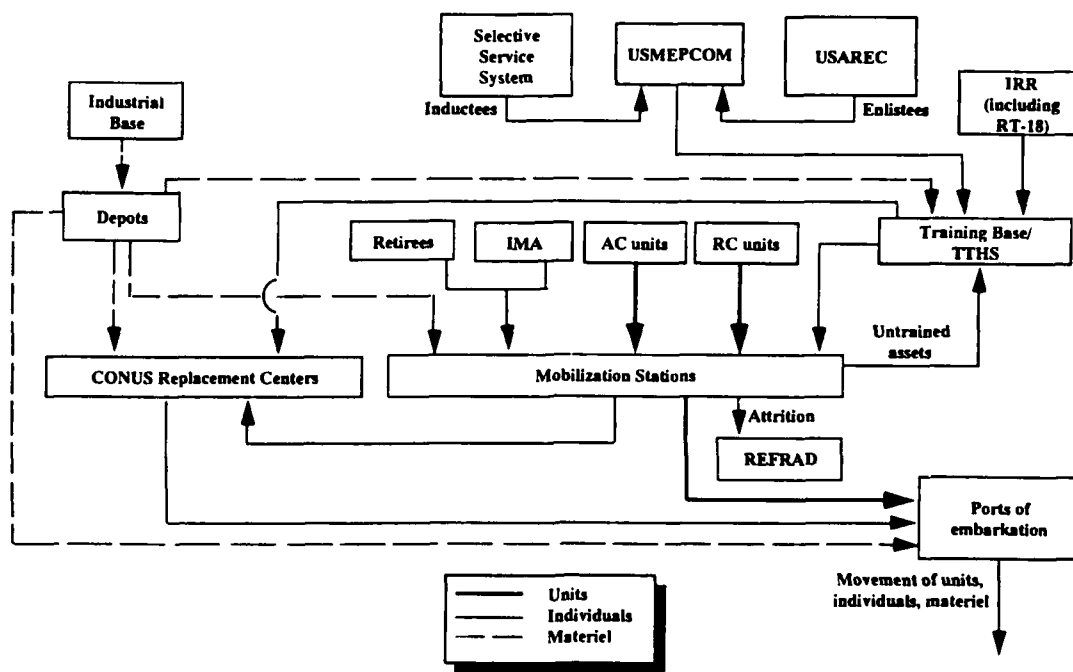 Selective
Service
System
USMEPCOM
USAREC
IRR
(including
RT-18)
Industrial
Base
Inductees
Enlistees
Depots
Retirees
IMA
AC units
RC units
Training Base/
TTHS
Untrained
assets
CONUS Replacement Centers
Mobilization Stations
Attrition
REFRAD
Ports of
embarkation
Movement of units,
individuals, materiel
Units
Individuals
Materiel